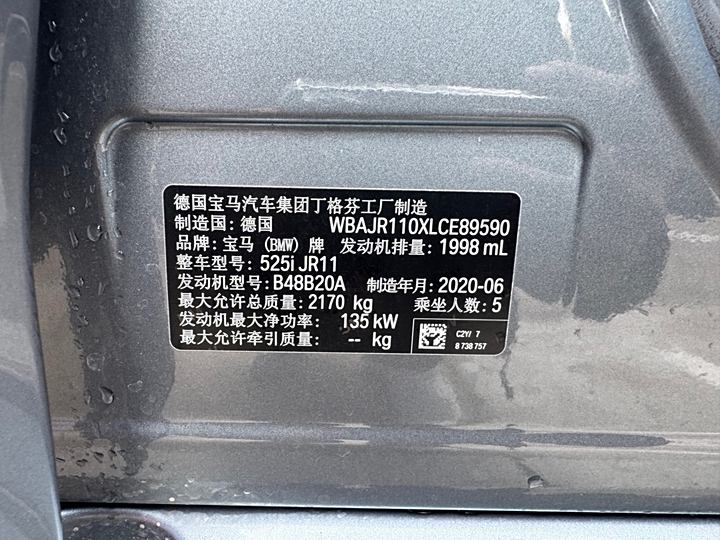 德国宝马汽车集团丁格芬工厂制造
制造国: 德国 WBAJR110XLCE89590
品牌: 宝马 (BMW) 牌 发动机排量: 1998 mL
整车型号: 525i JR11
发动机型号: B48B20A 制造年月: 2020-06
最大允许总质量: 2170 kg 乘坐人数: 5
发动机最大净功率: 135 kW
最大允许牵引质量: -- kg
C2Y/ 7
8 738 757